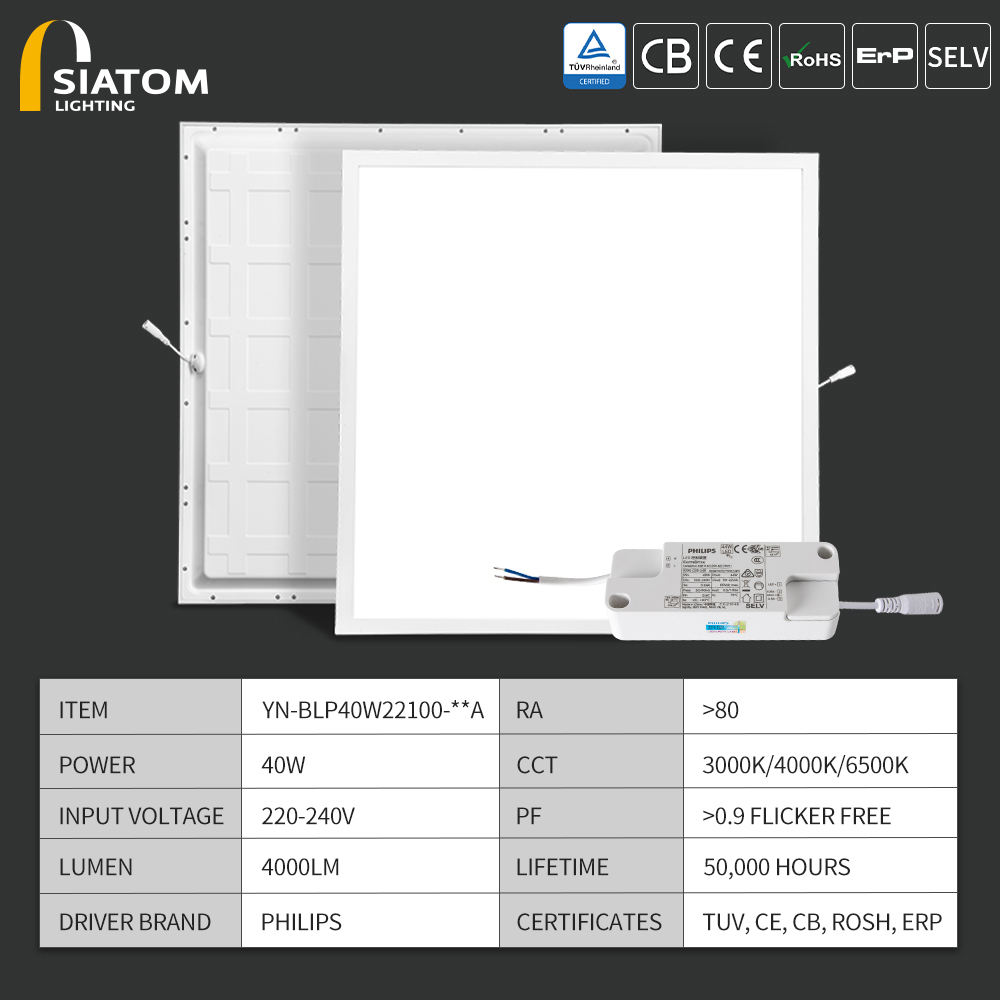 SIATOM
LIGHTING
TÜVRheinland
CERTIFIED
CB
CE
RoHS
ErP
SELV
PHILIPS
SELV
ITEM YN-BLP40W22100-**A RA >80
POWER 40W CCT 3000K/4000K/6500K
INPUT VOLTAGE 220-240V PF >0.9 FLICKER FREE
LUMEN 4000LM LIFETIME 50,000 HOURS
DRIVER BRAND PHILIPS CERTIFICATES TUV, CE, CB, ROSH, ERP